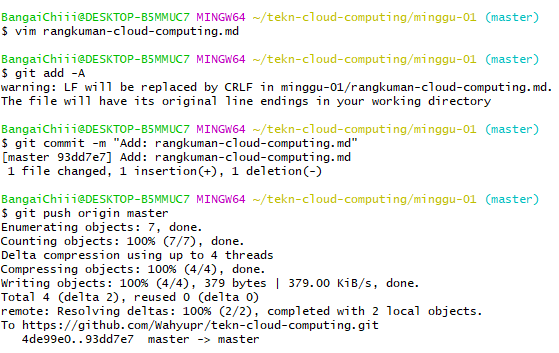 BangaiChiii@DESKTOP-B5MMUC7 MINGW64 ~/tekn-cloud-computing/minggu-01 (master)
$ vim rangkuman-cloud-computing.md
BangaiChiii@DESKTOP-B5MMUC7 MINGW64 ~/tekn-cloud-computing/minggu-01 (master)
$ git add -A
warning: LF will be replaced by CRLF in minggu-01/rangkuman-cloud-computing.md.
The file will have its original line endings in your working directory
BangaiChiii@DESKTOP-B5MMUC7 MINGW64 ~/tekn-cloud-computing/minggu-01 (master)
$ git commit -m "Add: rangkuman-cloud-computing.md"
[master 93dd7e7] Add: rangkuman-cloud-computing.md
 1 file changed, 1 insertion(+), 1 deletion(-)
BangaiChiii@DESKTOP-B5MMUC7 MINGW64 ~/tekn-cloud-computing/minggu-01 (master)
$ git push origin master
Enumerating objects: 7, done.
Counting objects: 100% (7/7), done.
Delta compression using up to 4 threads
Compressing objects: 100% (4/4), done.
Writing objects: 100% (4/4), 379 bytes | 379.00 KiB/s, done.
Total 4 (delta 2), reused 0 (delta 0)
remote: Resolving deltas: 100% (2/2), completed with 2 local objects.
To https://github.com/Wahyupr/tekn-cloud-computing.git
   4de99e0..93dd7e7  master -> master